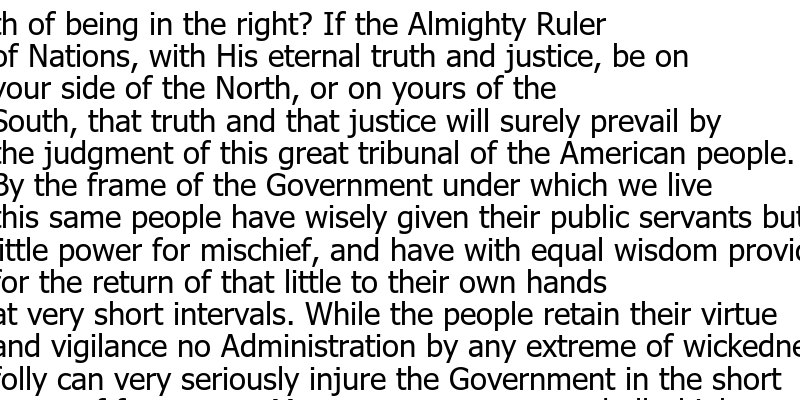 th of being in the right? If the Almighty Ruler
of Nations, with His eternal truth and justice, be on
your side of the North, or on yours of the
South, that truth and that justice will surely prevail by
the judgment of this great tribunal of the American people.
By the frame of the Government under which we live
this same people have wisely given their public servants but
little power for mischief, and have with equal wisdom provid
for the return of that little to their own hands
at very short intervals. While the people retain their virtue
and vigilance no Administration by any extreme of wickedne
folly can very seriously injure the Government in the short